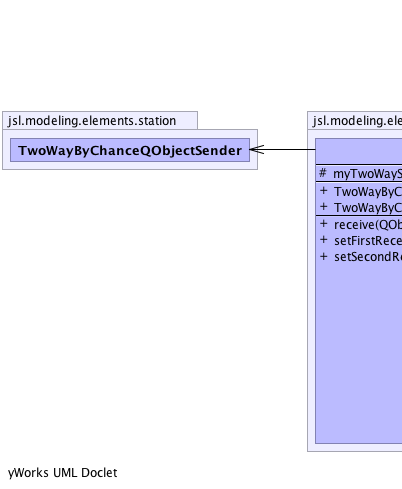 jsl.modeling.elements.station
TwoWayByChanceQObjectSender
jsl.modeling.ele
# myTwoWayS
+ TwoWayByC
+ TwoWayByC
+ receive(QOb
+ setFirstRece
+ setSecondRe
yWorks UML Doclet